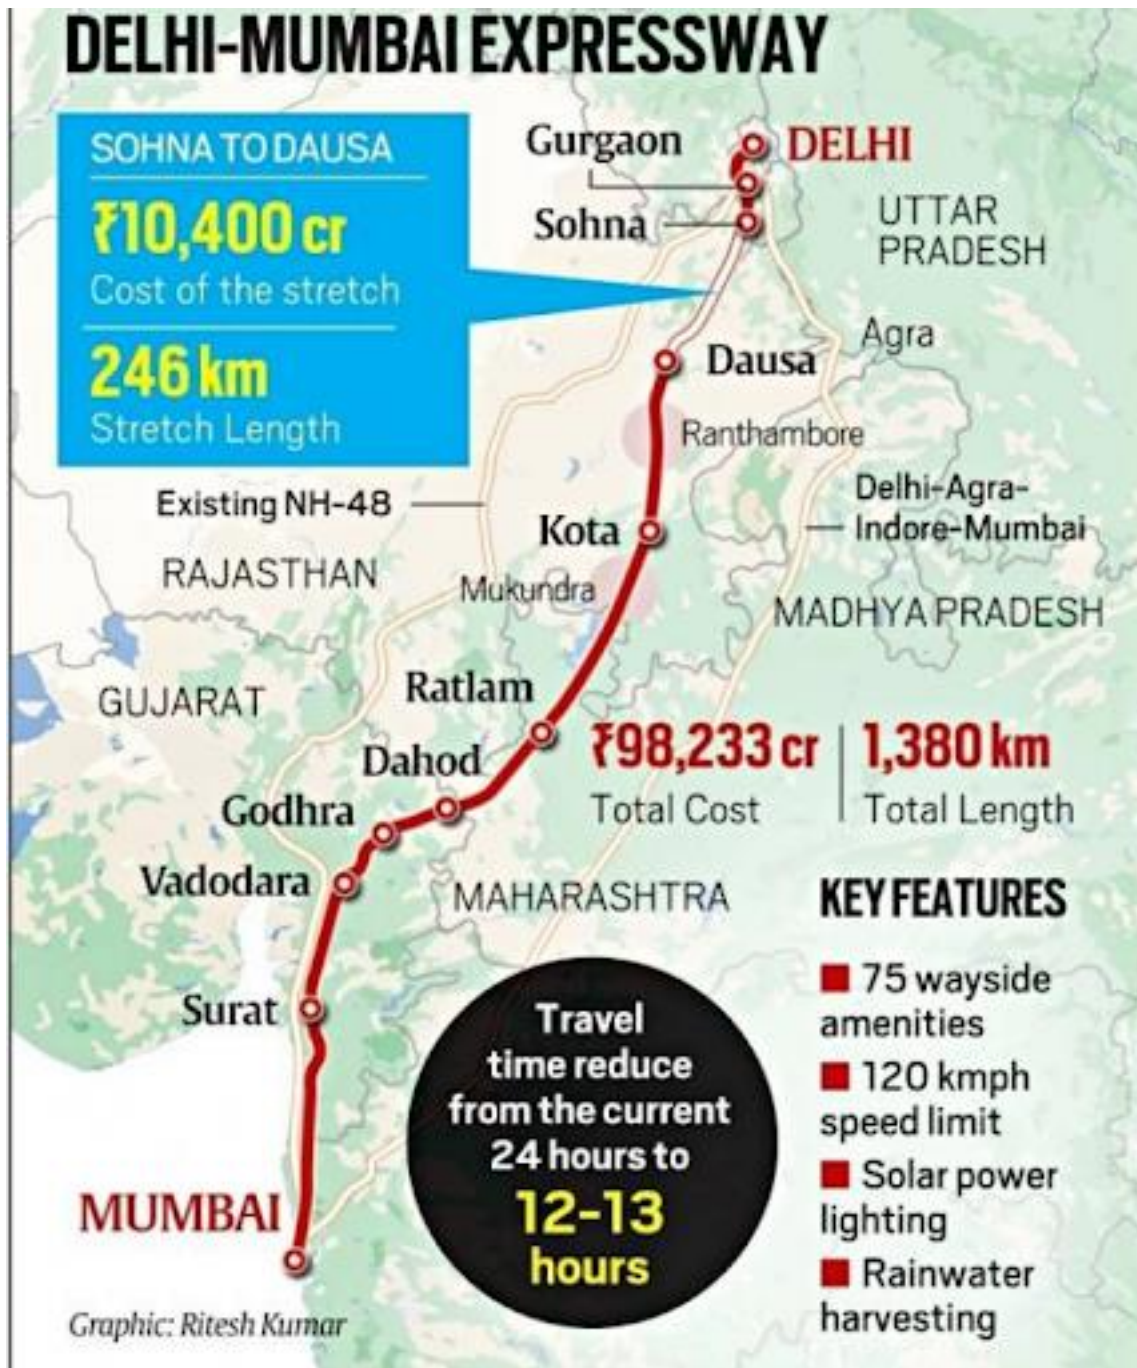 DELHI-MUMBAI EXPRESSWAY
SOHNA TO DAUSA
₹10,400 cr
Cost of the stretch
246 km
Stretch Length
Gurgaon
DELHI
Sohna
UTTAR
PRADESH
Agra
Dausa
Ranthambore
Existing NH-48
Delhi-Agra-
Indore-Mumbai
Kota
RAJASTHAN
Mukundra
MADHYA PRADESH
GUJARAT
Ratlam
Dahod
₹98,233 cr
Total Cost
1,380 km
Total Length
Godhra
Vadodara
MAHARASHTRA
Surat
MUMBAI
Travel
time reduce
from the current
24 hours to
12-13
hours
KEY FEATURES
75 wayside
amenities
120 kmph
speed limit
Solar power
lighting
Rainwater
harvesting
Graphic: Ritesh Kumar